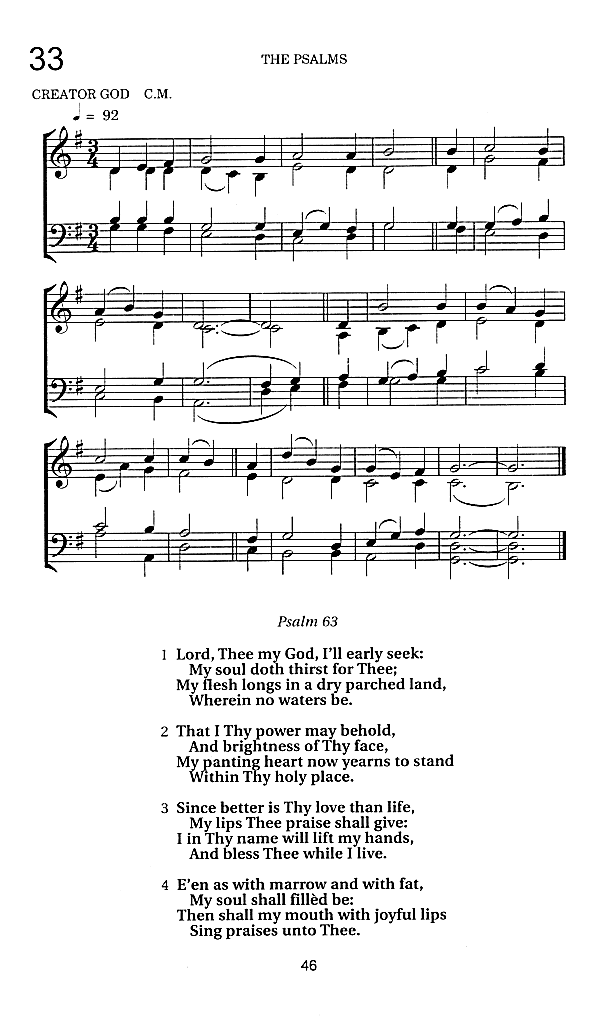 33
THE PSALMS
CREATOR GOD C.M.
♩ = 92
3
4
3
4
Psalm 63
1 Lord, Thee my God, I'll early seek:
My soul doth thirst for Thee;
My flesh longs in a dry parched land,
Wherein no waters be.
2 That I Thy power may behold,
And brightness of Thy face,
My panting heart now yearns to stand
Within Thy holy place.
3 Since better is Thy love than life,
My lips Thee praise shall give:
I in Thy name will lift my hands,
And bless Thee while I live.
4 E'en as with marrow and with fat,
My soul shall fillèd be:
Then shall my mouth with joyful lips
Sing praises unto Thee.
46